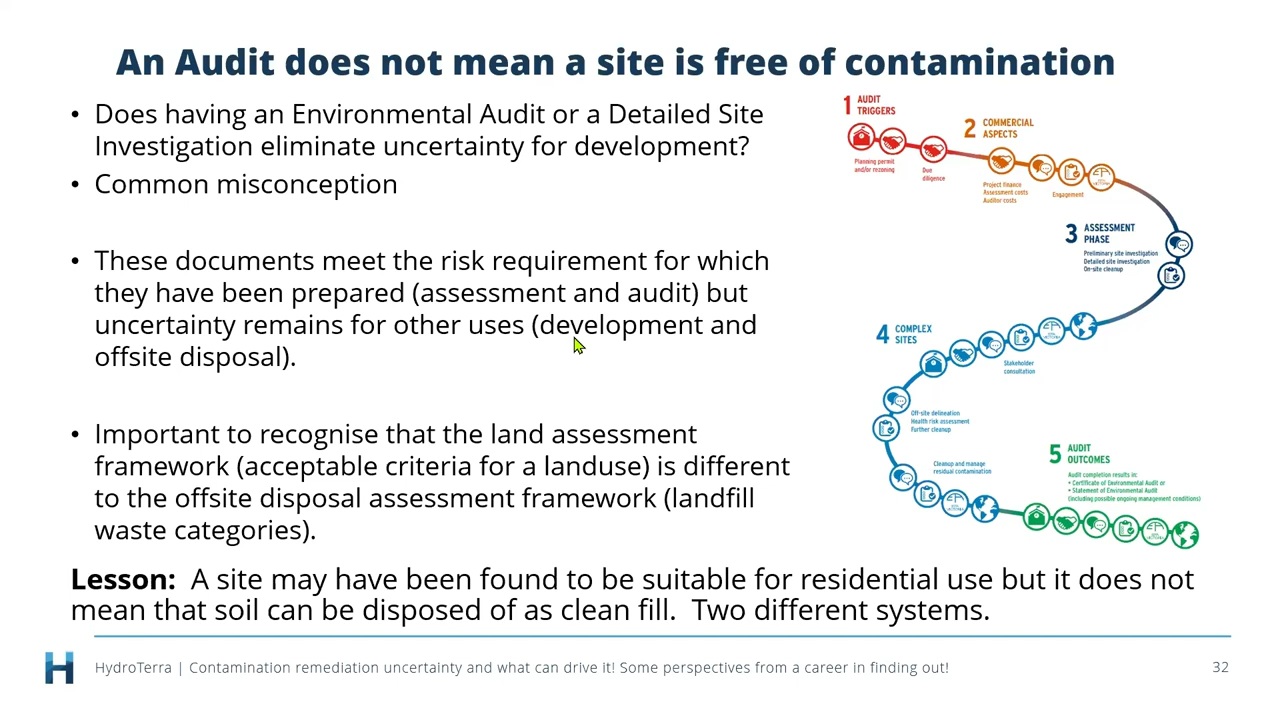 An Audit does not mean a site is free of contamination
• Does having an Environmental Audit or a Detailed Site
Investigation eliminate uncertainty for development?
• Common misconception
• These documents meet the risk requirement for which
they have been prepared (assessment and audit) but
uncertainty remains for other uses (development and
offsite disposal).
• Important to recognise that the land assessment
framework (acceptable criteria for a landuse) is different
to the offsite disposal assessment framework (landfill
waste categories).
Lesson: A site may have been found to be suitable for residential use but it does not
mean that soil can be disposed of as clean fill. Two different systems.
1 AUDIT
TRIGGERS
Planning permit
and/or rezoning
Due
diligence
2 COMMERCIAL
ASPECTS
Project finance
Assessment costs
Auditor costs
Engagement
3 ASSESSMENT
PHASE
Preliminary site investigation
Detailed site investigation
On-site cleanup
4 COMPLEX
SITES
Stakeholder
consultation
Off-site delineation
Health risk assessment
Further cleanup
Cleanup and manage
residual contamination
5 AUDIT
OUTCOMES
Audit completion results in:
• Certificate of Environmental Audit or
• Statement of Environmental Audit
(including possible ongoing management conditions)
HydroTerra | Contamination remediation uncertainty and what can drive it! Some perspectives from a career in finding out!
32